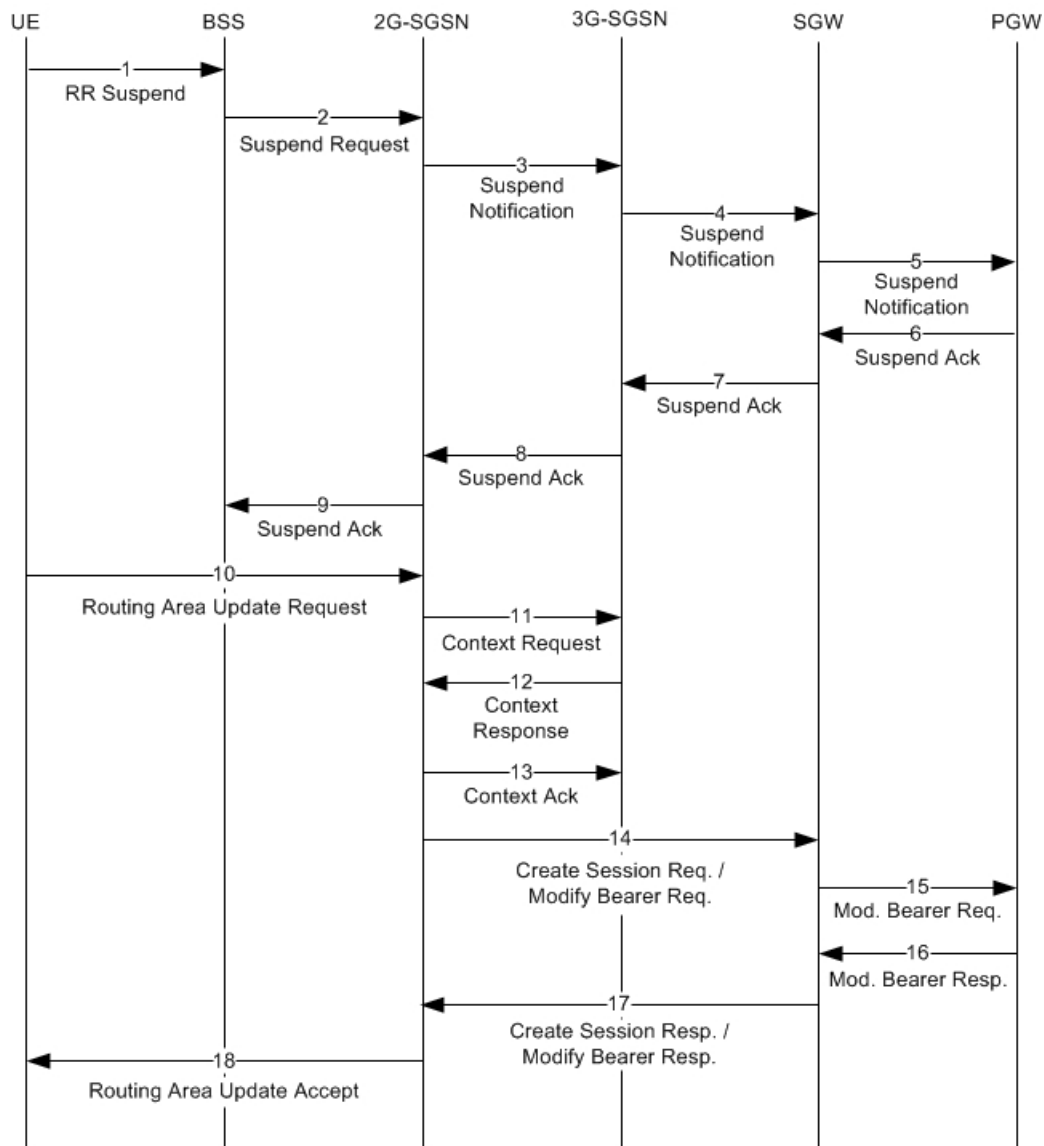 UE BSS 2G-SGSN 3G-SGSN SGW PGW
1
RR Suspend
2
Suspend Request
3
Suspend
Notification
4
Suspend
Notification
5
Suspend
Notification
6
Suspend Ack
7
Suspend Ack
8
Suspend Ack
9
Suspend Ack
10
Routing Area Update Request
11
Context Request
12
Context
Response
13
Context Ack
14
Create Session Req. /
Modify Bearer Req.
15
Mod. Bearer Req.
16
Mod. Bearer Resp.
17
Create Session Resp. /
Modify Bearer Resp.
18
Routing Area Update Accept